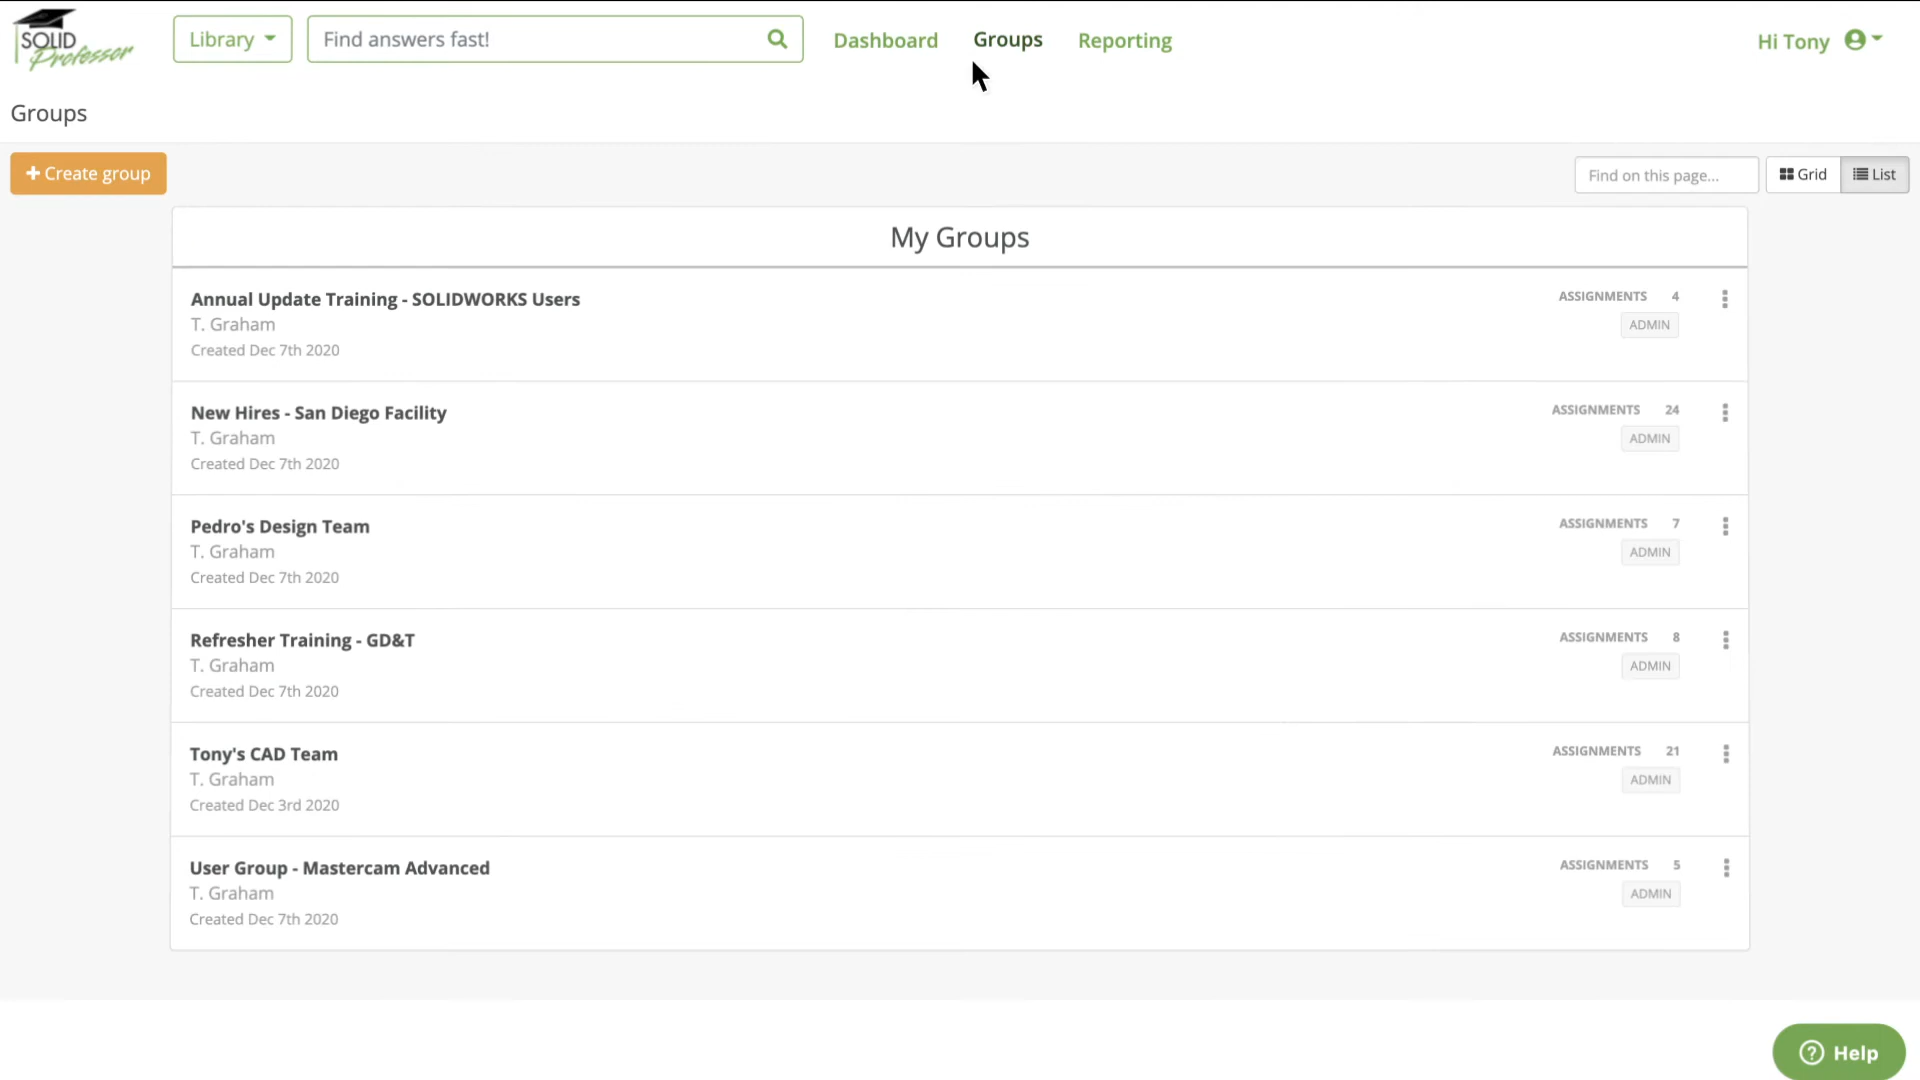 SOLID
Professor
Library
Find answers fast!
Dashboard
Groups
Reporting
Hi Tony
Groups
+ Create group
Find on this page...
Grid
List
My Groups
Annual Update Training - SOLIDWORKS Users
T. Graham
Created Dec 7th 2020
ASSIGNMENTS 4
ADMIN
New Hires - San Diego Facility
T. Graham
Created Dec 7th 2020
ASSIGNMENTS 24
ADMIN
Pedro's Design Team
T. Graham
Created Dec 7th 2020
ASSIGNMENTS 7
ADMIN
Refresher Training - GD&T
T. Graham
Created Dec 7th 2020
ASSIGNMENTS 8
ADMIN
Tony's CAD Team
T. Graham
Created Dec 3rd 2020
ASSIGNMENTS 21
ADMIN
User Group - Mastercam Advanced
T. Graham
Created Dec 7th 2020
ASSIGNMENTS 5
ADMIN
? Help